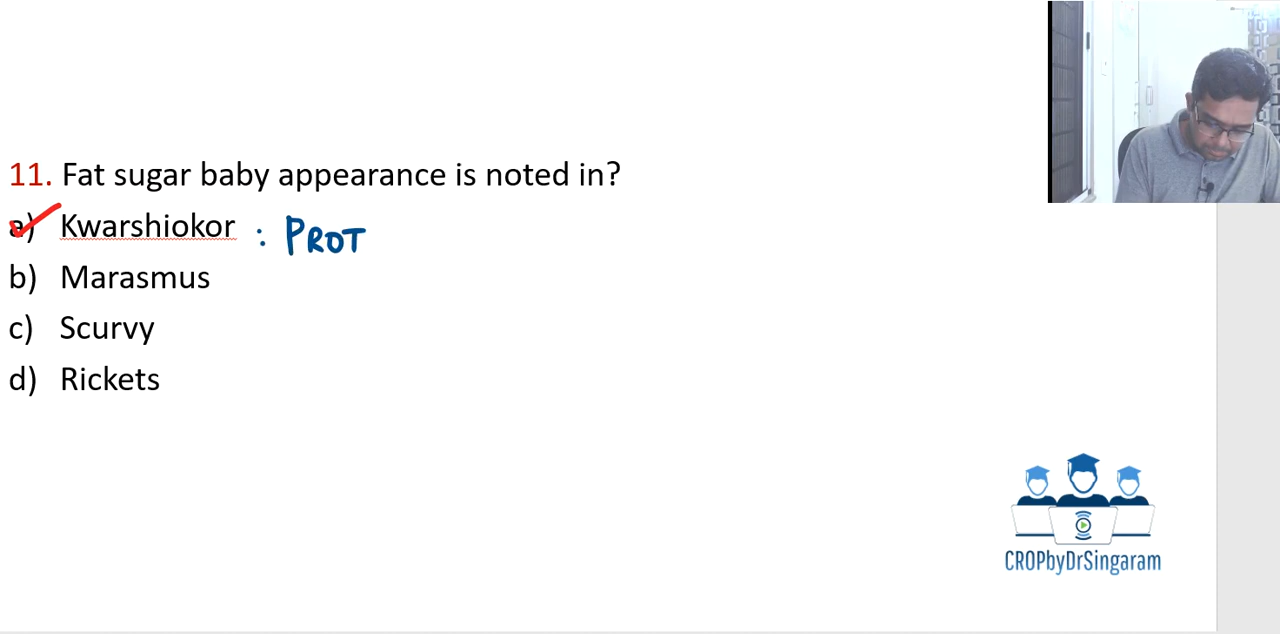 11. Fat sugar baby appearance is noted in?
a) Kwarshiokor : PROT
b) Marasmus
c) Scurvy
d) Rickets
CROPbyDrSingaram